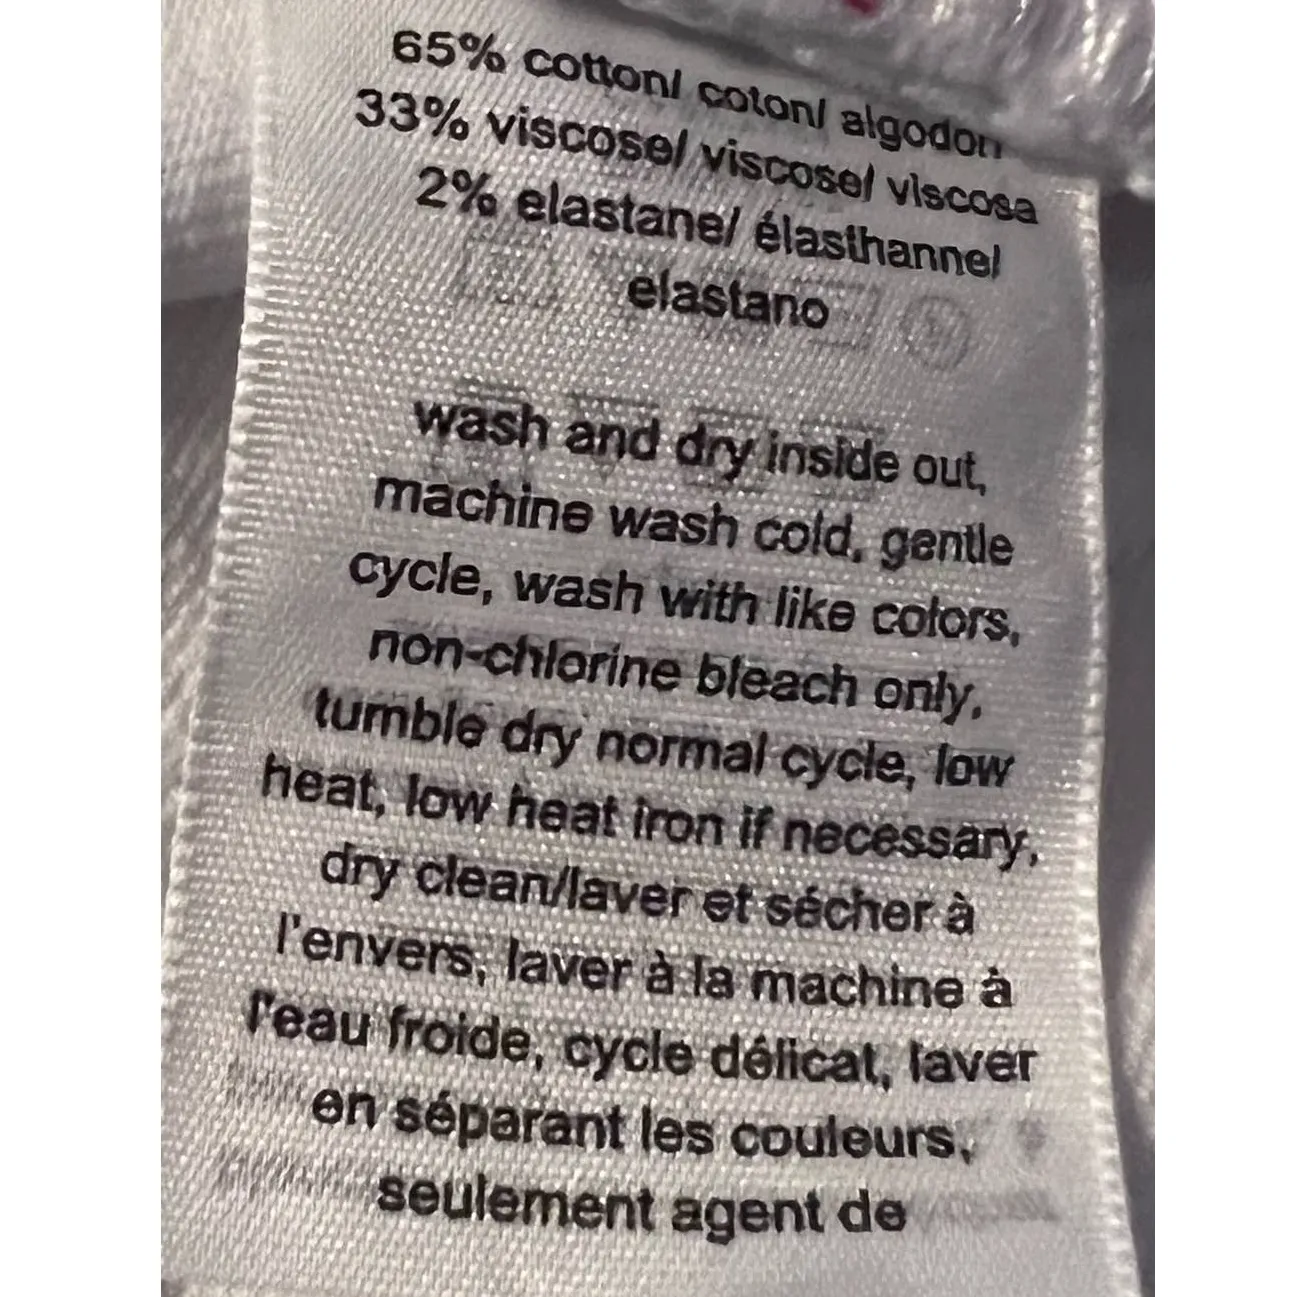 65% cotton/ coton/ algodon
33% viscose/ viscose/ viscosa
2% elastane/ élasthanne/
elastano
wash and dry inside out,
machine wash cold, gentle
cycle, wash with like colors,
non-chlorine bleach only,
tumble dry normal cycle, low
heat, low heat iron if necessary,
dry clean/laver et sécher à
l'envers, laver à la machine à
l'eau froide, cycle délicat, laver
en séparant les couleurs,
seulement agent de